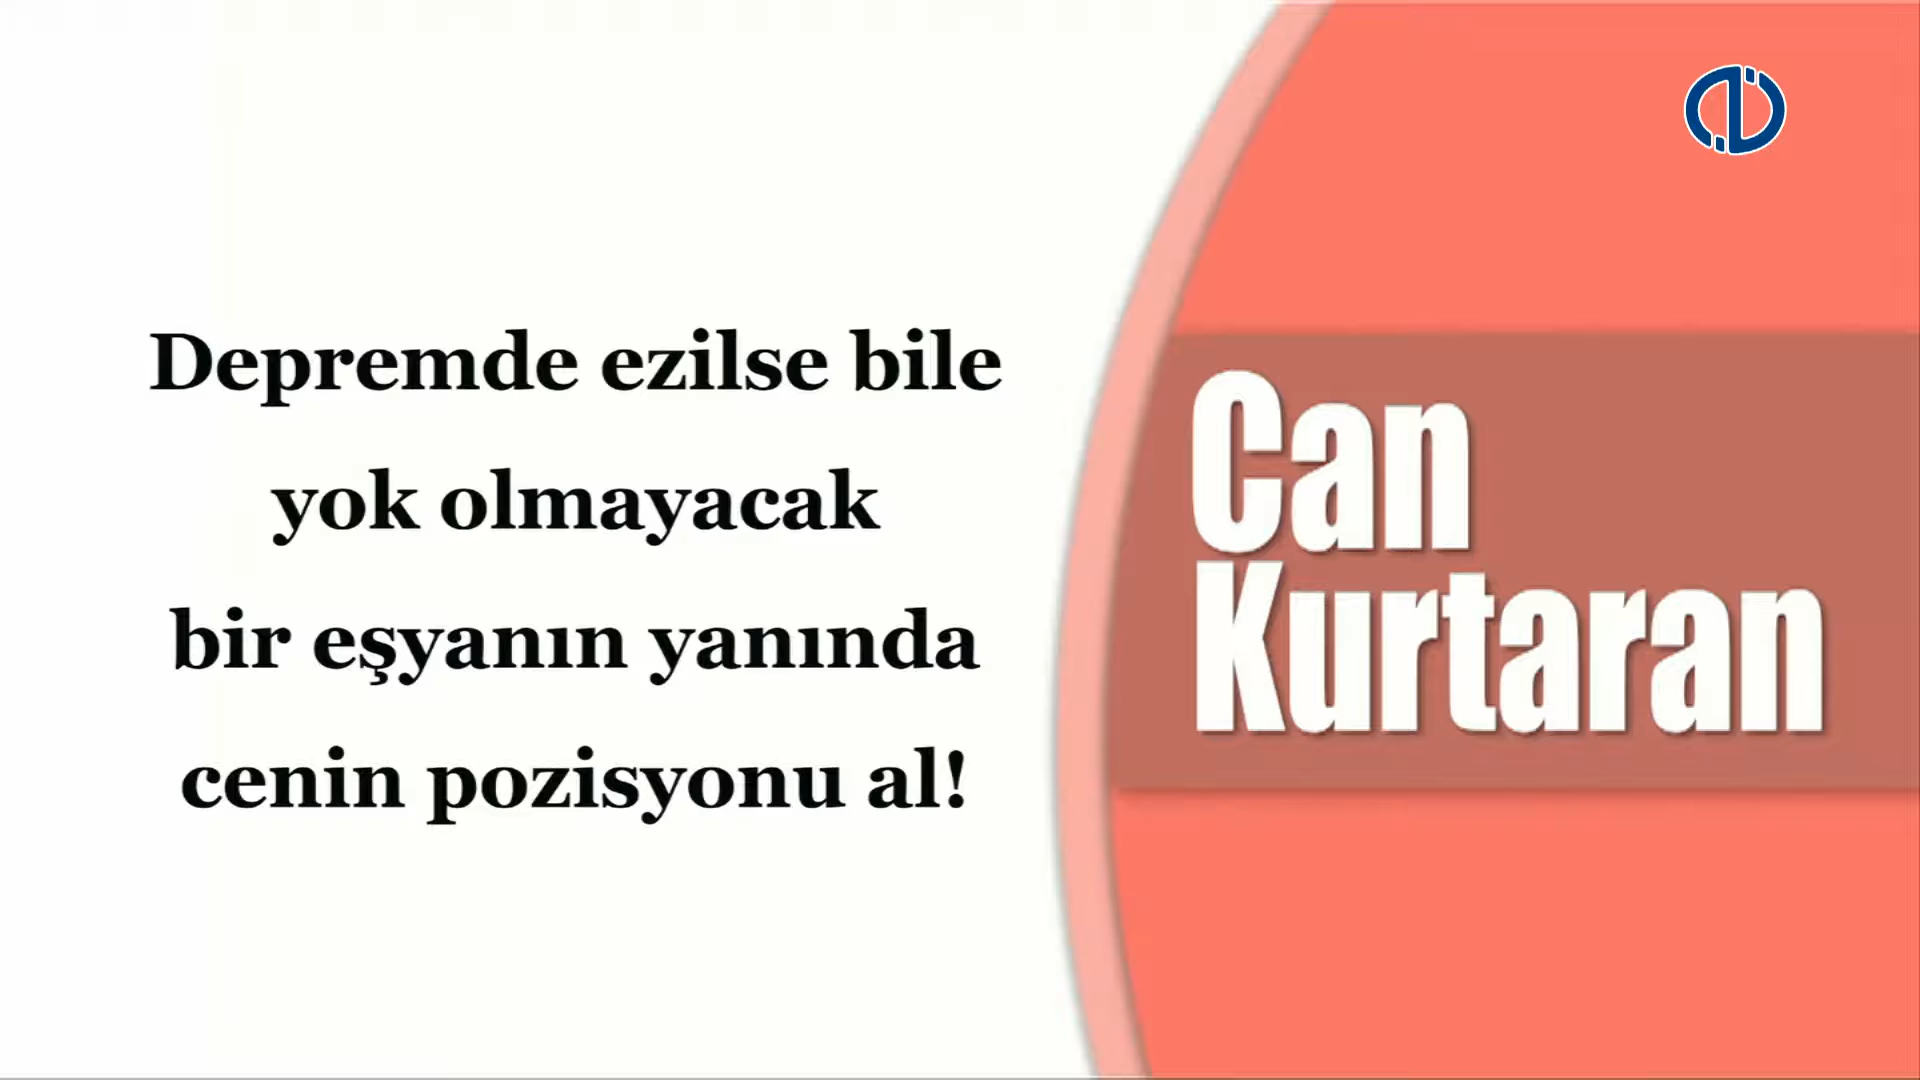 Depremde ezilse bile
yok olmayacak
bir eşyanın yanında
cenin pozisyonu al!
Can
Kurtaran